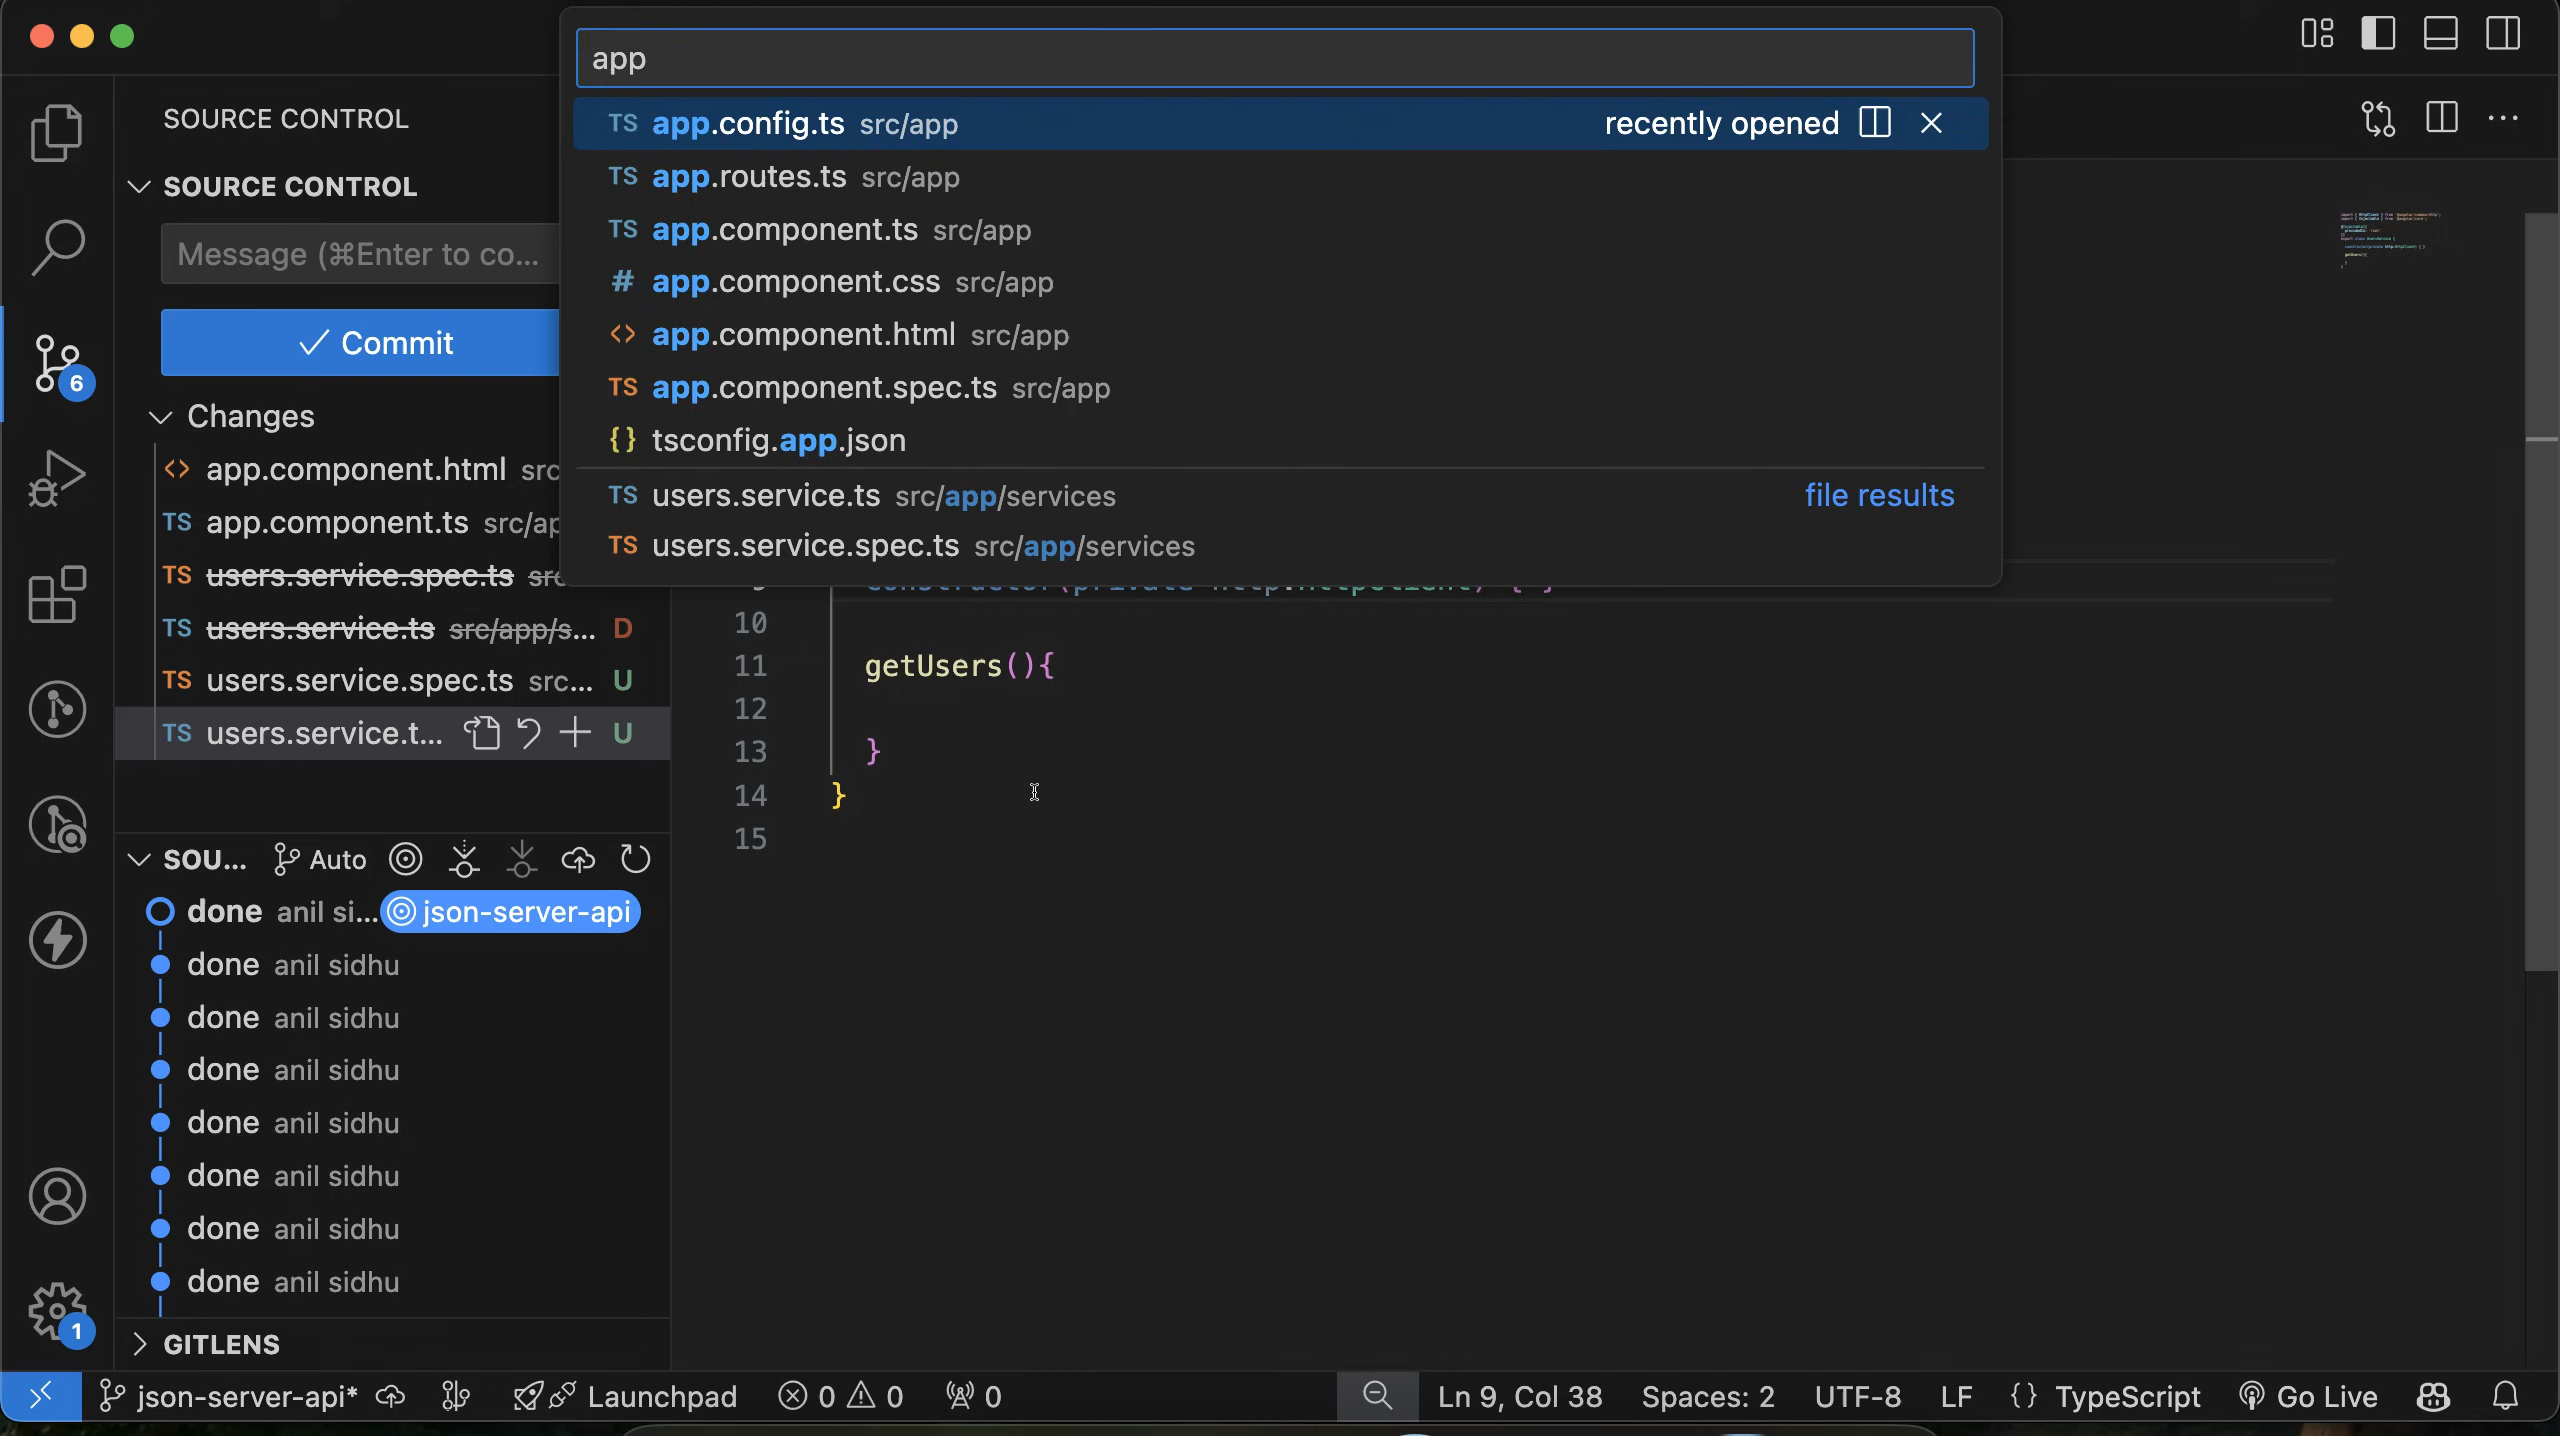 app
TS app.config.ts src/app recently opened
TS app.routes.ts src/app
TS app.component.ts src/app
# app.component.css src/app
<> app.component.html src/app
TS app.component.spec.ts src/app
{} tsconfig.app.json
TS users.service.ts src/app/services file results
TS users.service.spec.ts src/app/services
SOURCE CONTROL
SOURCE CONTROL
Message (⌘Enter to co...
Commit
6
Changes
<> app.component.html src
TS app.component.ts src/ap
TS users.service.spec.ts src
TS users.service.ts src/app/s... D
TS users.service.spec.ts src... U
TS users.service.t... U
SOU... Auto
done anil si... json-server-api
done anil sidhu
done anil sidhu
done anil sidhu
done anil sidhu
done anil sidhu
done anil sidhu
done anil sidhu
GITLENS
1
9 constructor(private http:HttpClient) { }
10
11 getUsers(){
12
13 }
14 }
15
json-server-api* Launchpad 0 0 0 Ln 9, Col 38 Spaces: 2 UTF-8 LF {} TypeScript Go Live